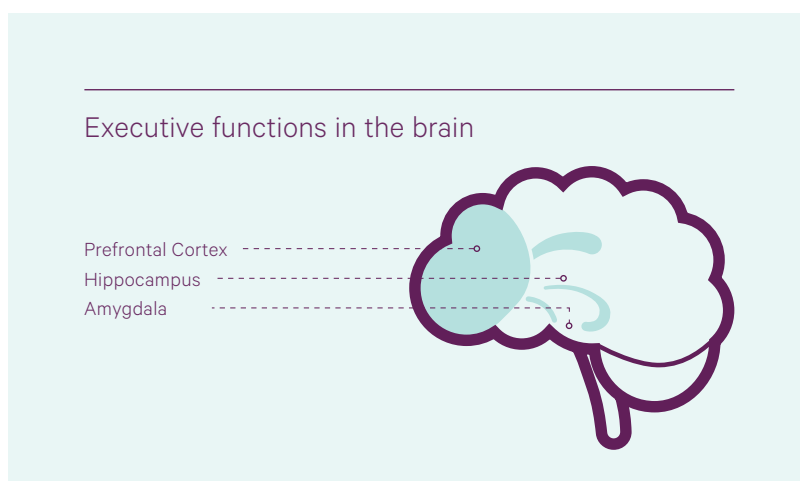 Executive functions in the brain
Prefrontal Cortex
Hippocampus
Amygdala